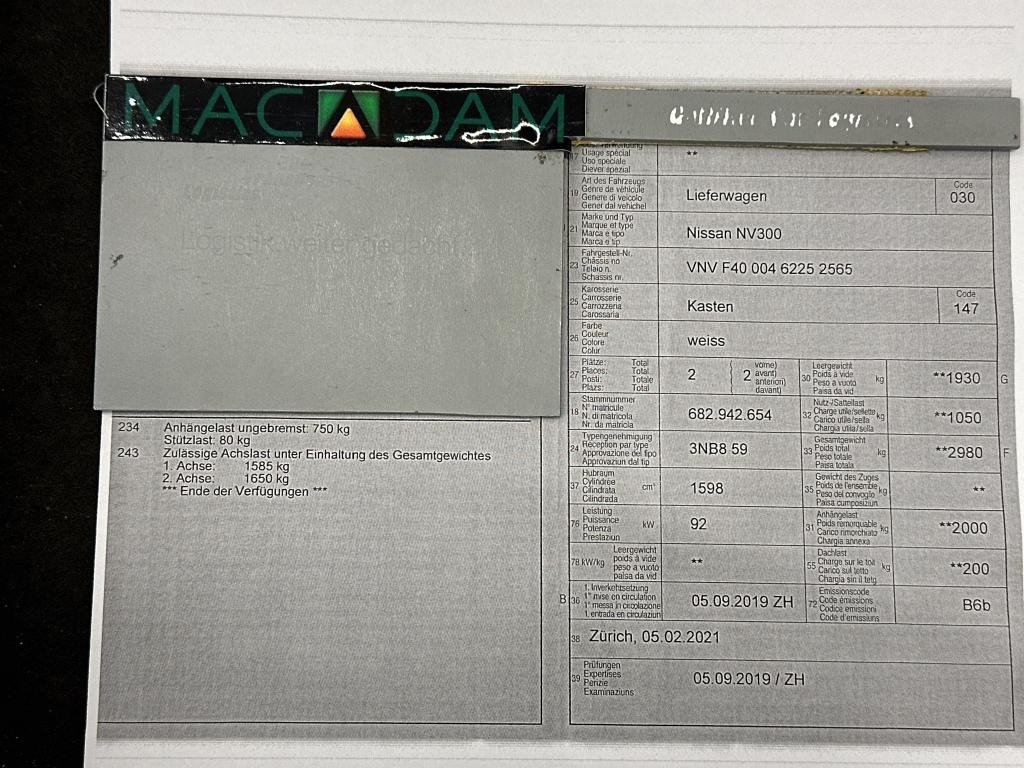 MACADAM
logistik weiter gedacht
234 Anhängelast ungebremst: 750 kg
Stützlast: 80 kg
243 Zulässige Achslast unter Einhaltung des Gesamtgewichtes
1. Achse: 1585 kg
2. Achse: 1650 kg
*** Ende der Verfügungen ***
17 Usage spécial **
Uso speciale
Diever spezial
19 Art des Fahrzeugs
Genre de véhicule
Genere di veicolo
Gener dal vehichel
Lieferwagen
Code
030
21 Marke und Typ
Marque et type
Marca e tipo
Marca e tip
Nissan NV300
23 Fahrgestell-Nr.
Châssis no
Telaio n.
Schassis nr.
VNV F40 004 6225 2565
25 Karosserie
Carrosserie
Carrozzeria
Carossaria
Kasten
Code
147
26 Farbe
Couleur
Colore
Colur
weiss
27 Plätze: Total
Places: Total
Posti: Totale
Plazs: Total
2
( 2 vorne)
avant)
anteriori)
davant)
30 Leergewicht
Poids à vide
Peso a vuoto
Paisa da vid
kg
**1930 G
18 Stammnummer
N° matricule
N. di matricola
Nr. da matricla
682.942.654
32 Nutz-/Sattellast
Charge utile/sellette
Carico utile/sella
Chargia utila/sella
kg
**1050
24 Typengenehmigung
Réception par type
Approvazione del tipo
Approvaziun dal tip
3NB8 59
33 Gesamtgewicht
Poids total
Peso totale
Paisa totala
kg
**2980 F
37 Hubraum
Cylindrée
Cilindrata
Cilindrada
cm³
1598
35 Gewicht des Zuges
Poids de l'ensemble
Peso del convoglio
Paisa cumposiziun
kg
**
76 Leistung
Puissance
Potenza
Prestaziun
kW
92
31 Anhängelast
Poids remorquable
Carico rimorchiato
Chargia annexa
kg
**2000
78 kW/kg
Leergewicht
poids à vide
peso a vuoto
paisa da vid
**
55 Dachlast
Charge sur le toit
Carico sul tetto
Chargia sin il tetg
kg
**200
B 36 1. Inverkehrsetzung
1re mise en circulation
1a messa in circolazione
1. entrada en circulaziun
05.09.2019 ZH
72 Emissionscode
Code émissions
Codice emissioni
Code d'emissiuns
B6b
38 Zürich, 05.02.2021
39 Prüfungen
Expertises
Perizie
Examinaziuns
05.09.2019 / ZH